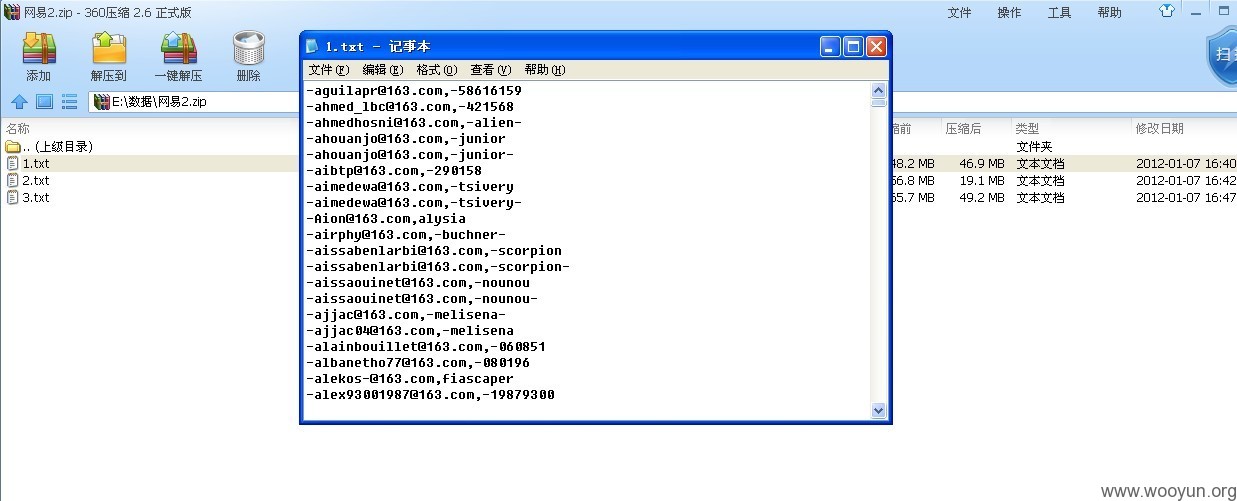 网易2.zip - 360压缩 2.6 正式版
文件 操作 工具 帮助
添加 解压到 一键解压 删除
E:\数据\网易2.zip
名称 压缩后 类型 修改日期
.. (上级目录) 文件夹
1.txt 48.2 MB 46.9 MB 文本文档 2012-01-07 16:40
2.txt 19.1 MB 文本文档 2012-01-07 16:42
3.txt 49.2 MB 文本文档 2012-01-07 16:47
1.txt - 记事本
文件(F) 编辑(E) 格式(O) 查看(V) 帮助(H)
-aguilapr@163.com,-58616159
-ahmed_lbc@163.com,-421568
-ahmedhosni@163.com,-alien-
-ahouanjo@163.com,-junior
-ahouanjo@163.com,-junior-
-aibtp@163.com,-290158
-aimedewa@163.com,-tsivery
-aimedewa@163.com,-tsivery-
-Aion@163.com,alysia
-airphy@163.com,-buchner-
-aissabenlarbi@163.com,-scorpion
-aissabenlarbi@163.com,-scorpion-
-aissaouinet@163.com,-nounou
-aissaouinet@163.com,-nounou-
-ajjac@163.com,-melisena-
-ajjac04@163.com,-melisena
-alainbouillet@163.com,-060851
-albanetho77@163.com,-080196
-alekos-@163.com,fiascaper
-alex93001987@163.com,-19879300
www.wooyun.org